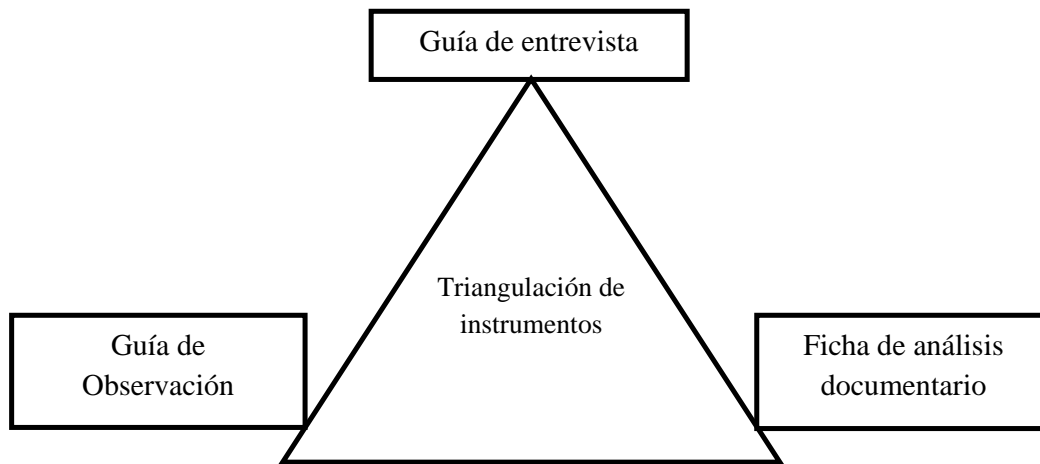 Guía de entrevista
Triangulación de
instrumentos
Guía de
Observación
Ficha de análisis
documentario